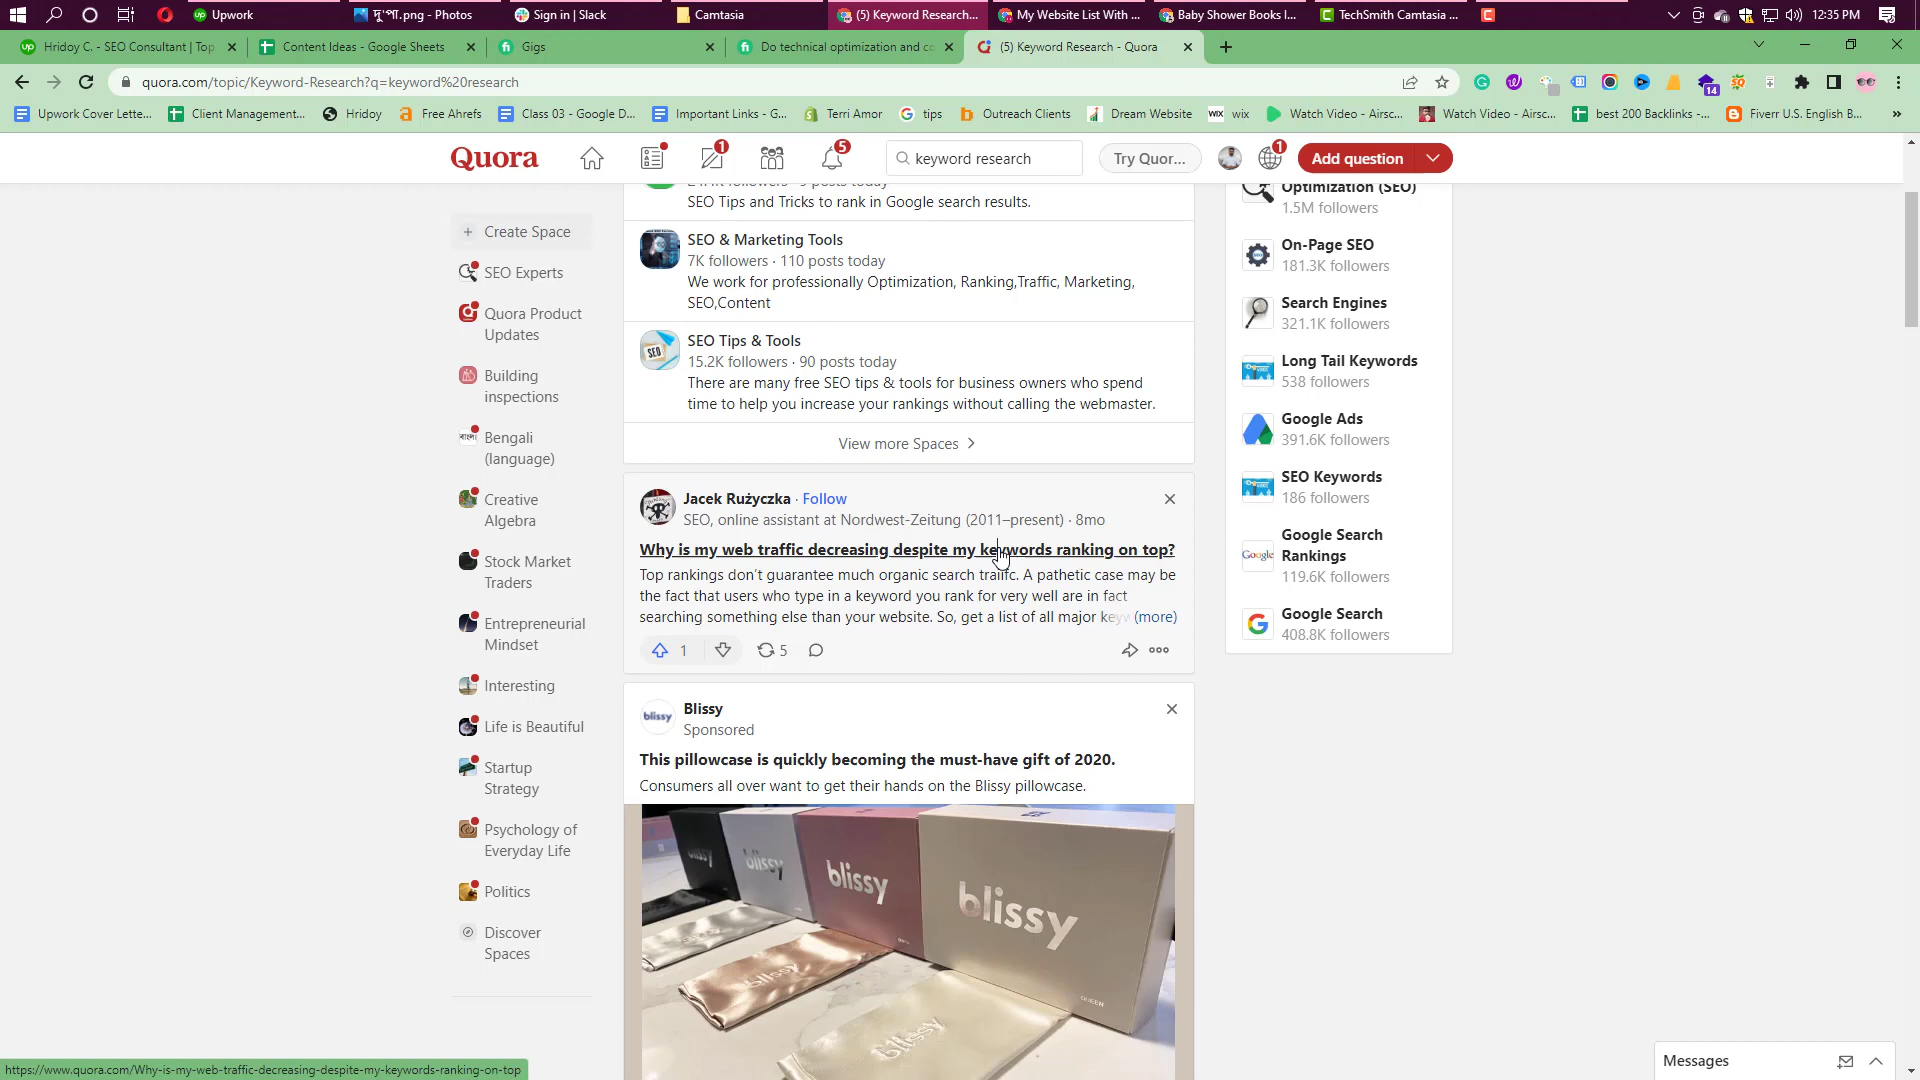 Upwork
দু'পা.png - Photos
Sign in | Slack
Camtasia
(5) Keyword Research...
My Website List With ...
Baby Shower Books I...
TechSmith Camtasia ...
12:35 PM
Hridoy C. - SEO Consultant | Top
Content Ideas - Google Sheets
Gigs
Do technical optimization and co
(5) Keyword Research - Quora
quora.com/topic/Keyword-Research?q=keyword%20research
14
Upwork Cover Lette...
Client Management...
Hridoy
Free Ahrefs
Class 03 - Google D...
Important Links - G...
Terri Amor
tips
Outreach Clients
Dream Website
WIX wix
Watch Video - Airsc...
Watch Video - Airsc...
best 200 Backlinks -...
Fiverr U.S. English B...
Quora
1
5
keyword research
Try Quor...
1
Add question
Create Space
SEO Experts
Quora Product
Updates
Building
inspections
Bengali
(language)
Creative
Algebra
Stock Market
Traders
Entrepreneurial
Mindset
Interesting
Life is Beautiful
Startup
Strategy
Psychology of
Everyday Life
Politics
Discover
Spaces
SEO Tips and Tricks to rank in Google search results.
SEO & Marketing Tools
7K followers · 110 posts today
We work for professionally Optimization, Ranking,Traffic, Marketing,
SEO,Content
SEO
SEO Tips & Tools
15.2K followers · 90 posts today
There are many free SEO tips & tools for business owners who spend
time to help you increase your rankings without calling the webmaster.
View more Spaces
Jacek Rużyczka · Follow
SEO, online assistant at Nordwest-Zeitung (2011–present) · 8mo
Why is my web traffic decreasing despite my keywords ranking on top?
Top rankings don't guarantee much organic search traffic. A pathetic case may be
the fact that users who type in a keyword you rank for very well are in fact
searching something else than your website. So, get a list of all major keyw (more)
1
5
blissy
Blissy
Sponsored
This pillowcase is quickly becoming the must-have gift of 2020.
Consumers all over want to get their hands on the Blissy pillowcase.
blissy
blissy
blissy
blissy
QUEEN
blissy
blissy
Optimization (SEO)
1.5M followers
On-Page SEO
181.3K followers
Search Engines
321.1K followers
Long Tail Keywords
538 followers
Google Ads
391.6K followers
SEO Keywords
186 followers
Google Search
Rankings
119.6K followers
Google
Google Search
408.8K followers
Messages
https://www.quora.com/Why-is-my-web-traffic-decreasing-despite-my-keywords-ranking-on-top